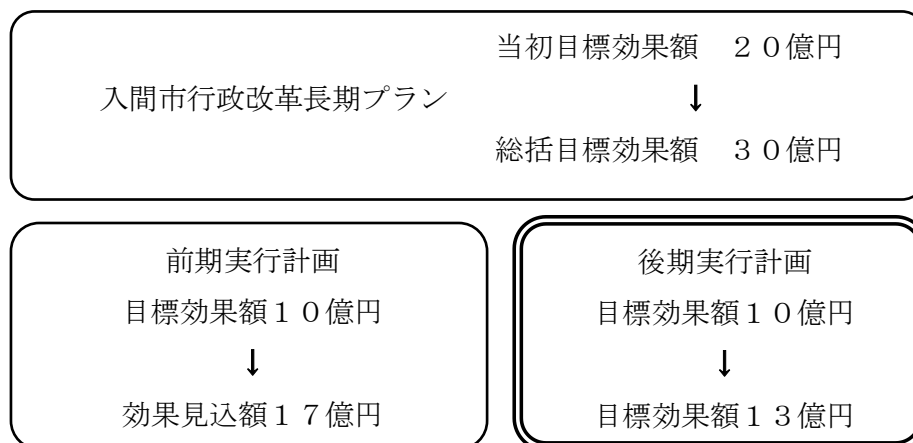 当初目標効果額　２０億円
入間市行政改革長期プラン
↓
総括目標効果額　３０億円
前期実行計画
目標効果額１０億円
↓
効果見込額１７億円
後期実行計画
目標効果額１０億円
↓
目標効果額１３億円